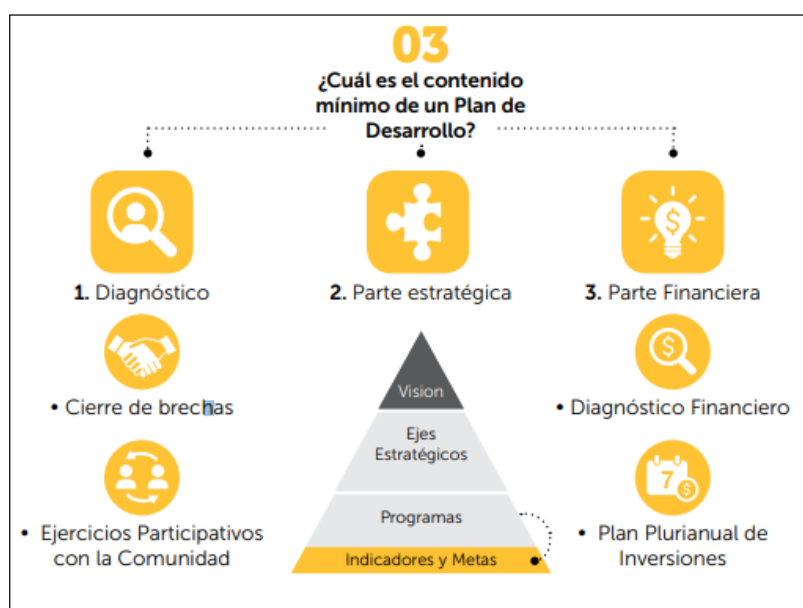 03
¿Cuál es el contenido
mínimo de un Plan de
Desarrollo?
1. Diagnóstico
2. Parte estratégica
3. Parte Financiera
• Cierre de brechas
• Ejercicios Participativos
con la Comunidad
Vision
Ejes
Estratégicos
Programas
Indicadores y Metas
$
$
• Diagnóstico Financiero
7
$
• Plan Plurianual de
Inversiones